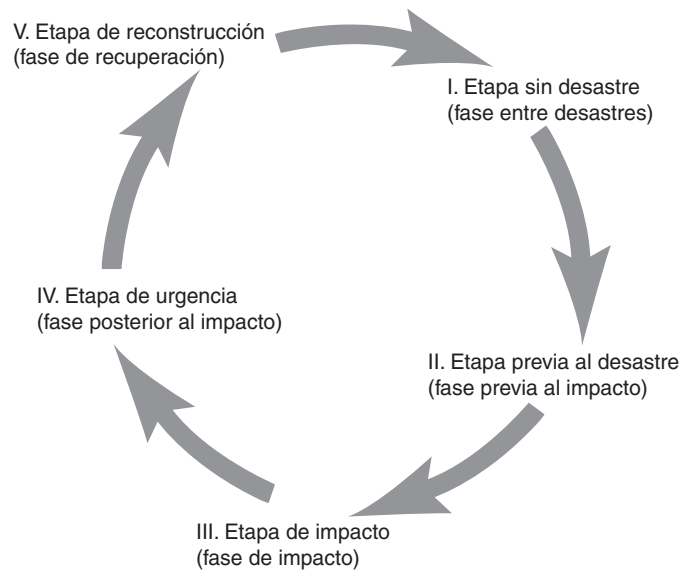 V. Etapa de reconstrucción
(fase de recuperación)
I. Etapa sin desastre
(fase entre desastres)
IV. Etapa de urgencia
(fase posterior al impacto)
II. Etapa previa al desastre
(fase previa al impacto)
III. Etapa de impacto
(fase de impacto)